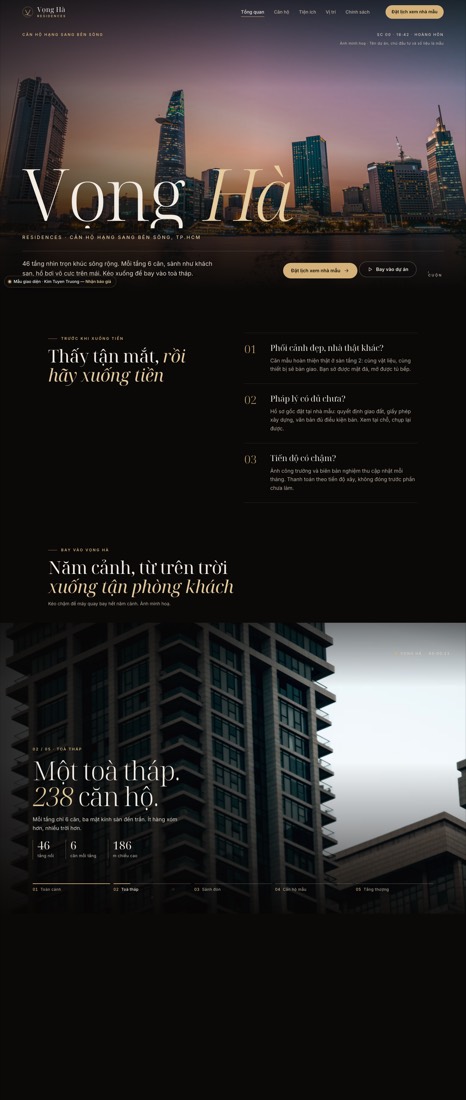 Vọng Hà
RESIDENCES
Tổng quan
Căn hộ
Tiện ích
Vị trí
Chính sách
Đặt lịch xem nhà mẫu
CĂN HỘ HẠNG SANG BÊN SÔNG
Vọng Hà
RESIDENCES · CĂN HỘ HẠNG SANG BÊN SÔNG, TP.HCM
46 tầng nhìn trọn khúc sông rộng. Mỗi tầng 6 căn, sảnh như khách
sạn, hồ bơi vô cực trên mái. Kéo xuống để bay vào toà tháp.
Đặt lịch xem nhà mẫu →
Bay vào dự án
CUỘN
Mẫu giao diện · Kim Tuyen Truong — Nhận báo giá
TRƯỚC KHI XUỐNG TIỀN
Thấy tận mắt, rồi
hãy xuống tiền
01
Phối cảnh đẹp, nhà thật khác?
Căn mẫu hoàn thiện thật ở sàn tầng 2: cùng vật liệu, cùng
thiết bị sẽ bàn giao. Bạn sờ được mặt đá, mở được tủ bếp.
02
Pháp lý có đủ chưa?
Hồ sơ gốc đặt tại nhà mẫu: quyết định giao đất, giấy phép
xây dựng, văn bản đủ điều kiện bán. Xem tại chỗ, chụp lại
được.
03
Tiến độ có chậm?
Ảnh công trường và biên bản nghiệm thu cập nhật mỗi
tháng. Thanh toán theo tiến độ xây, không đóng trước phần
chưa làm.
BAY VÀO VỌNG HÀ
Năm cảnh, từ trên trời
xuống tận phòng khách
Kéo chậm để máy quay bay hết năm cảnh. Ảnh minh hoạ.
02 / 05 · TOÀ THÁP
Một toà tháp.
238 căn hộ.
Mỗi tầng chỉ 6 căn, bạ mặt kính sàn đến trần. Ít hàng xóm
hơn, nhiều trời hơn.
46
tầng nổi
6
căn mỗi tầng
186
m chiều cao
01 Toàn cảnh
02 Toà tháp
03 Sảnh đón
04 Căn hộ mẫu
05 Tầng thượng